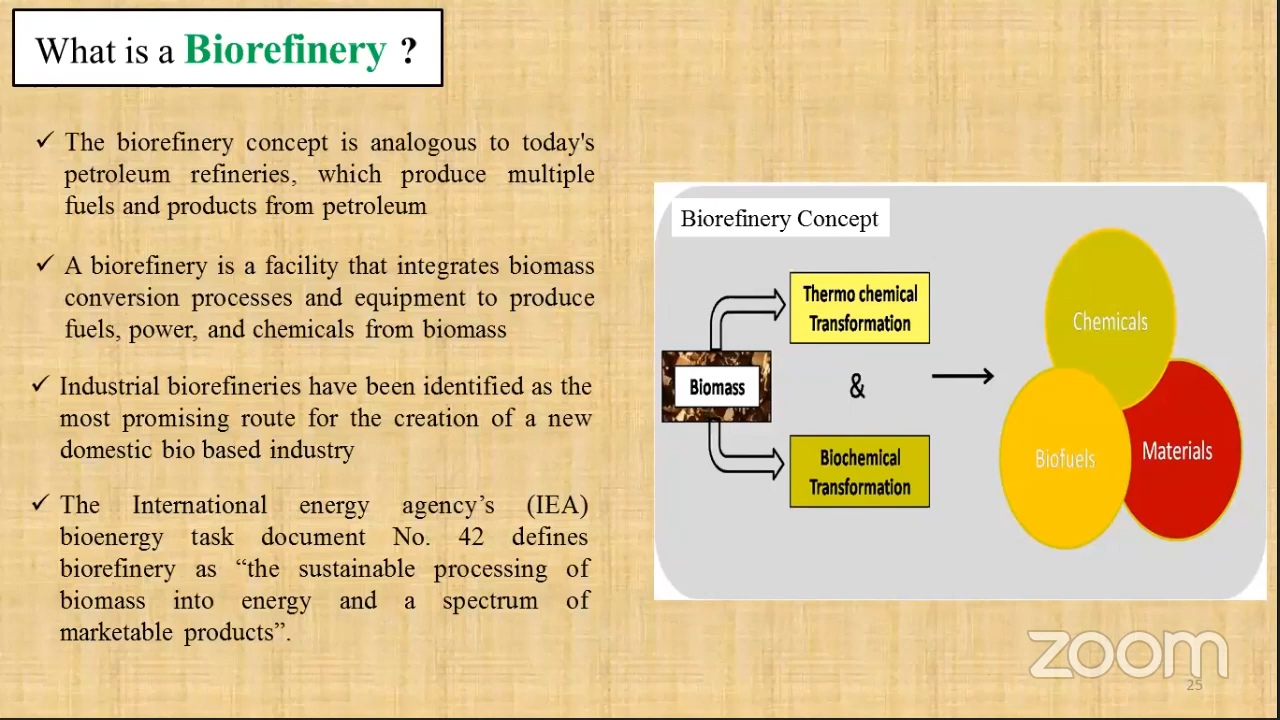 What is a Biorefinery ?
✓ The biorefinery concept is analogous to today's
petroleum refineries, which produce multiple
fuels and products from petroleum
✓ A biorefinery is a facility that integrates biomass
conversion processes and equipment to produce
fuels, power, and chemicals from biomass
✓ Industrial biorefineries have been identified as the
most promising route for the creation of a new
domestic bio based industry
✓ The International energy agency’s (IEA)
bioenergy task document No. 42 defines
biorefinery as “the sustainable processing of
biomass into energy and a spectrum of
marketable products”.
Biorefinery Concept
Biomass
Thermo chemical
Transformation
&
Biochemical
Transformation
Chemicals
Biofuels
Materials
zoom
25